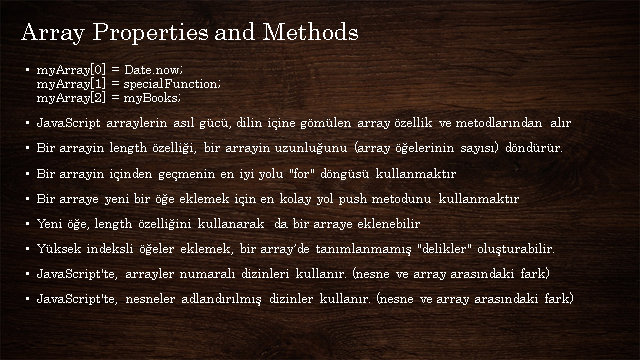 Array Properties and Methods
• myArray[0] = Date.now;
myArray[1] = specialFunction;
myArray[2] = myBooks;
• JavaScript arraylerin asıl gücü, dilin içine gömülen array özellik ve metodlarından alır
• Bir arrayin length özelliği, bir arrayin uzunluğunu (array öğelerinin sayısı) döndürür.
• Bir arrayin içinden geçmenin en iyi yolu "for" döngüsü kullanmaktır
• Bir arraye yeni bir öğe eklemek için en kolay yol push metodunu kullanmaktır
• Yeni öğe, length özelliğini kullanarak da bir arraye eklenebilir
• Yüksek indeksli öğeler eklemek, bir array'de tanımlanmamış "delikler" oluşturabilir.
• JavaScript'te, arrayler numaralı dizinleri kullanır. (nesne ve array arasındaki fark)
• JavaScript'te, nesneler adlandırılmış dizinler kullanır. (nesne ve array arasındaki fark)